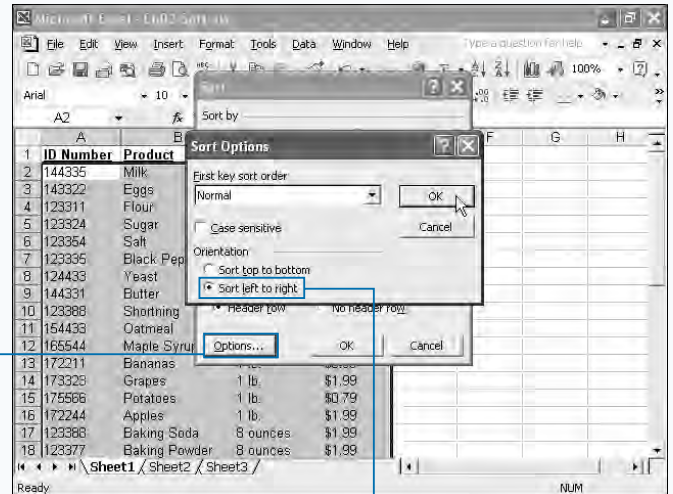 Microsoft Excel - Ch02 Sort.xls
File Edit View Insert Format Tools Data Window Help Type a question for help
100%
Arial 10
A2 fx
Sort
Sort by
A B F G H
Sort Options
First key sort order
Normal OK
Case sensitive Cancel
Orientation
Sort top to bottom
Sort left to right
Header row No header row
Options... OK Cancel
1 ID Number Product
2 144335 Milk
3 143322 Eggs
4 123311 Flour
5 123324 Sugar
6 123354 Salt
7 123335 Black Pep
8 124433 Yeast
9 144331 Butter
10 123388 Shortning
11 154433 Oatmeal
12 165544 Maple Syrup
13 172211 Bananas
14 173323 Grapes 1 lb. $1.99
15 175566 Potatoes 1 lb. $0.79
16 172244 Apples 1 lb. $1.99
17 123388 Baking Soda 8 ounces $1.99
18 123377 Baking Powder 8 ounces $1.99
Sheet1 Sheet2 Sheet3
Ready NUM